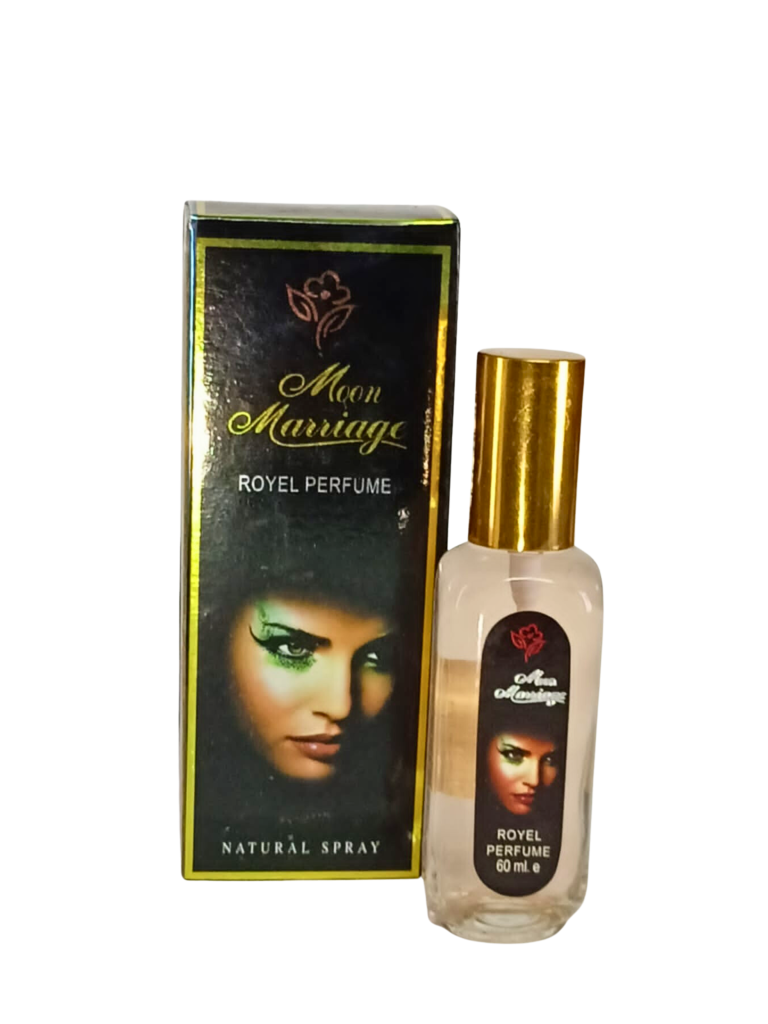 Moon
Marriage
ROYEL PERFUME
NATURAL SPRAY
Moon
Marriage
ROYEL
PERFUME
60 ml. e